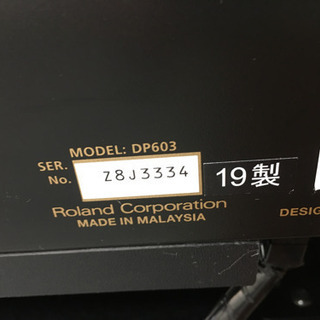 MODEL: DP603
SER.
No. Z8J3334 19製
Roland Corporation
MADE IN MALAYSIA
DESIG